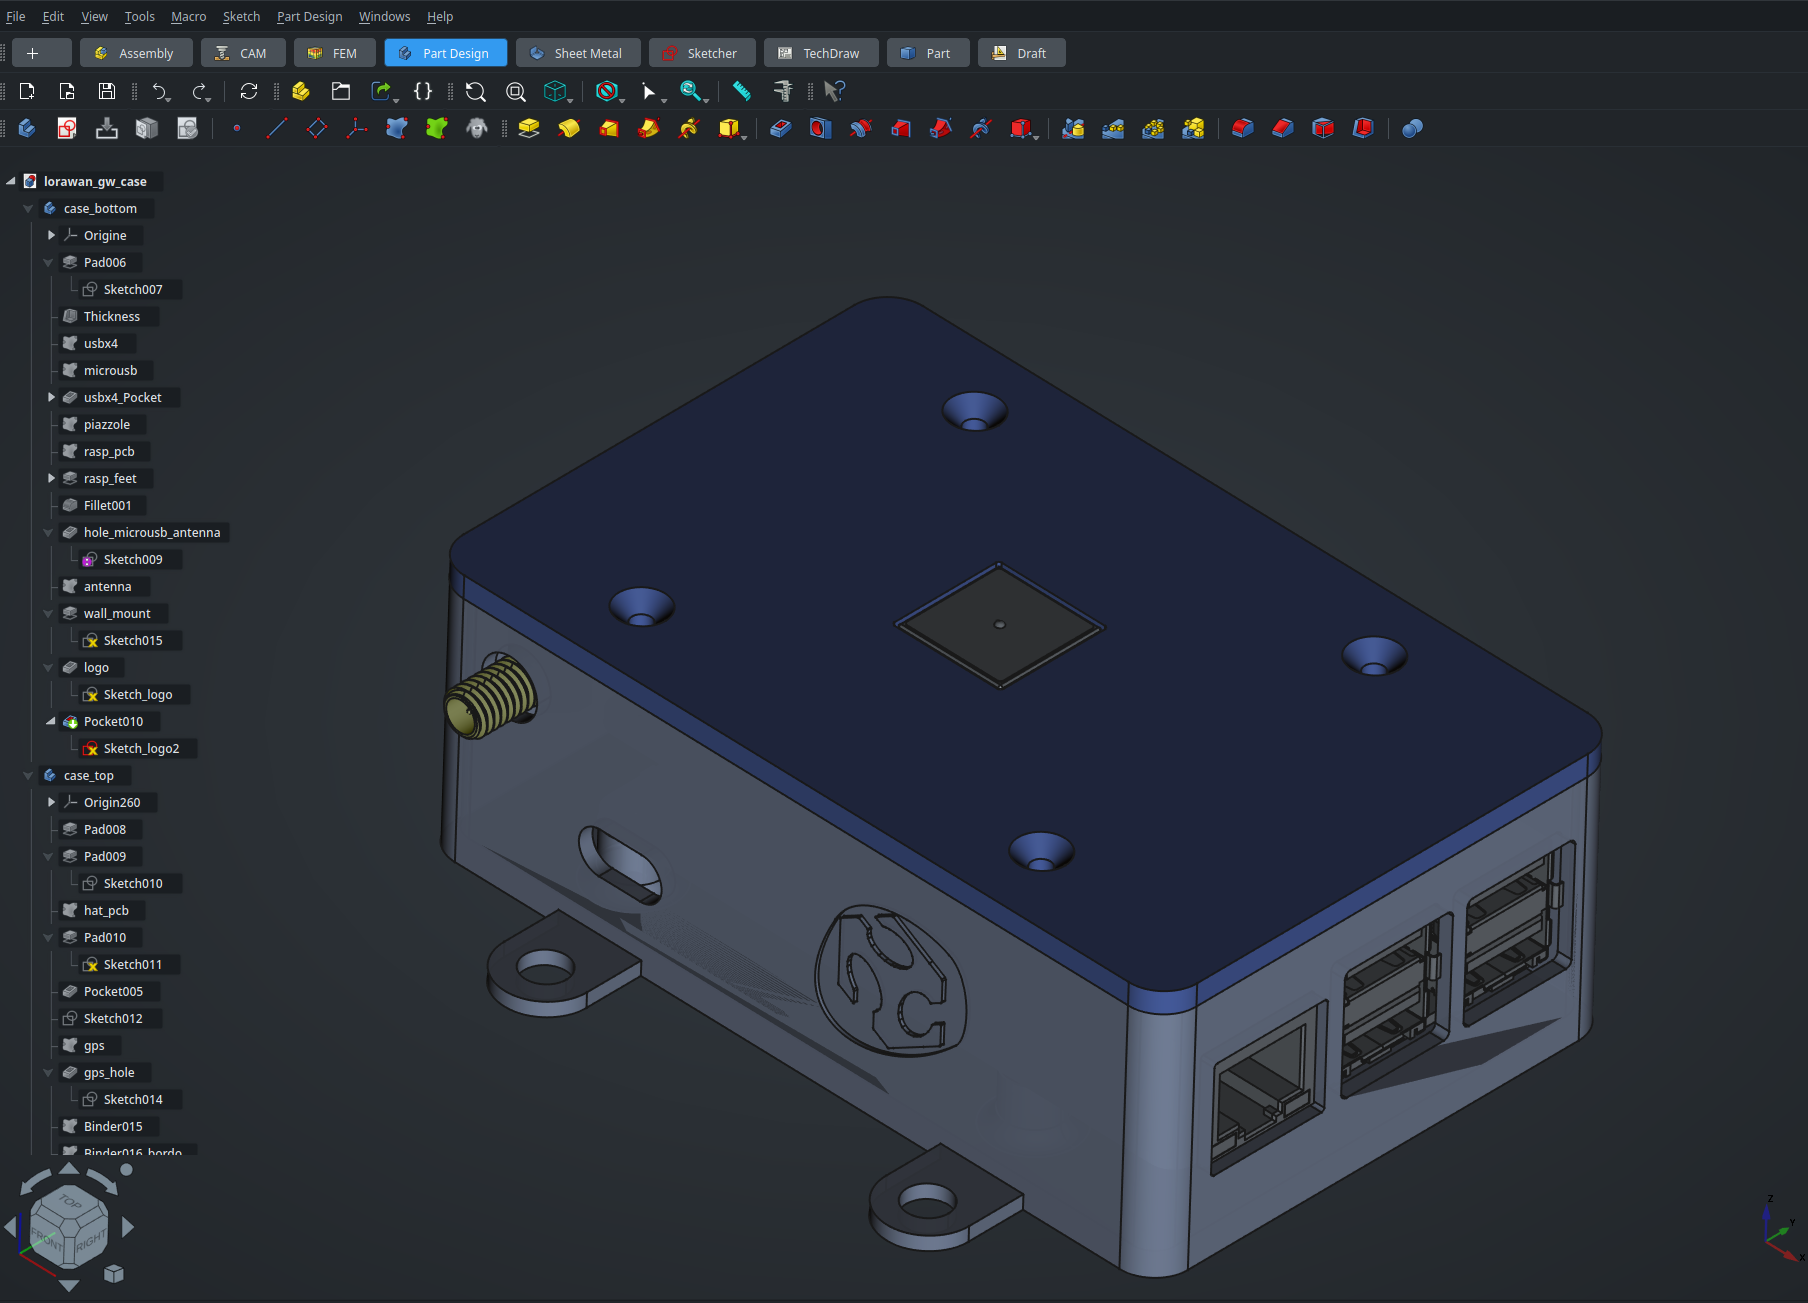 File Edit View Tools Macro Sketch Part Design Windows Help
+ Assembly CAM FEM Part Design Sheet Metal Sketcher TechDraw Part Draft
lorawan_gw_case
case_bottom
Origine
Pad006
Sketch007
Thickness
usbx4
microusb
usbx4_Pocket
piazzole
rasp_pcb
rasp_feet
Fillet001
hole_microusb_antenna
Sketch009
antenna
wall_mount
Sketch015
logo
Sketch_logo
Pocket010
Sketch_logo2
case_top
Origin260
Pad008
Pad009
Sketch010
hat_pcb
Pad010
Sketch011
Pocket005
Sketch012
gps
gps_hole
Sketch014
Binder015
Binder016_bordo
TOP
FRONT RIGHT
Z
Y
X